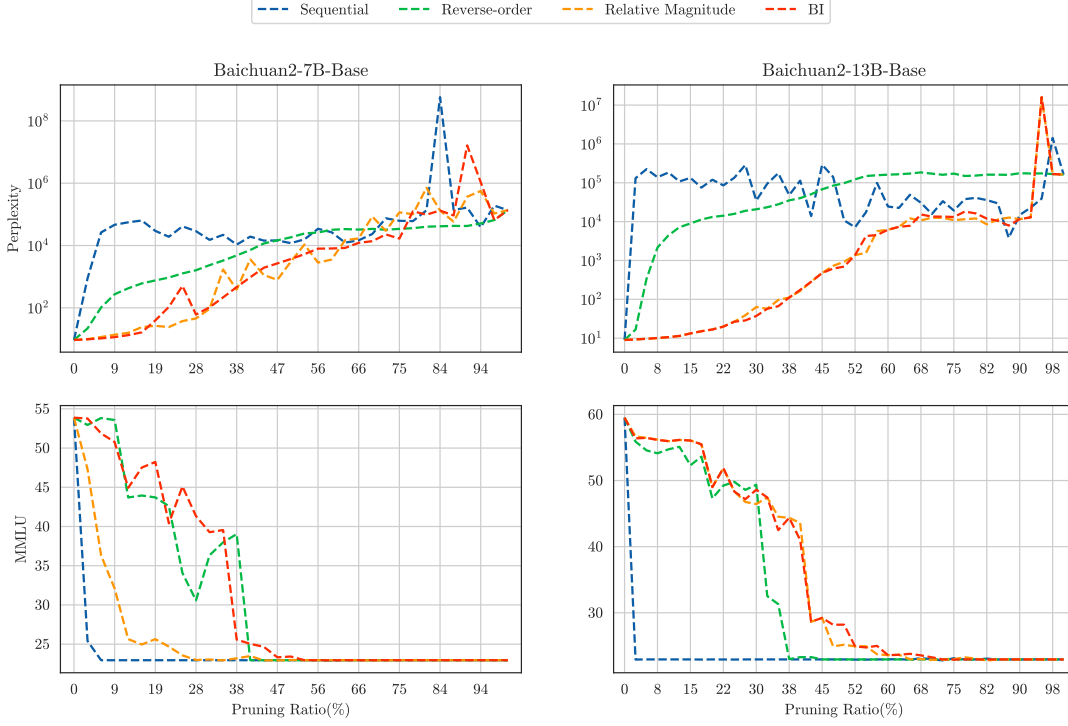 Sequential Reverse-order Relative Magnitude BI
Baichuan2-7B-Base
Baichuan2-13B-Base
Perplexity
10^8
10^6
10^4
10^2
0 9 19 28 38 47 56 66 75 84 94
10^7
10^6
10^5
10^4
10^3
10^2
10^1
0 8 15 22 30 38 45 52 60 68 75 82 90 98
MMLU
55
50
45
40
35
30
25
0 9 19 28 38 47 56 66 75 84 94
Pruning Ratio(%)
60
50
40
30
0 8 15 22 30 38 45 52 60 68 75 82 90 98
Pruning Ratio(%)